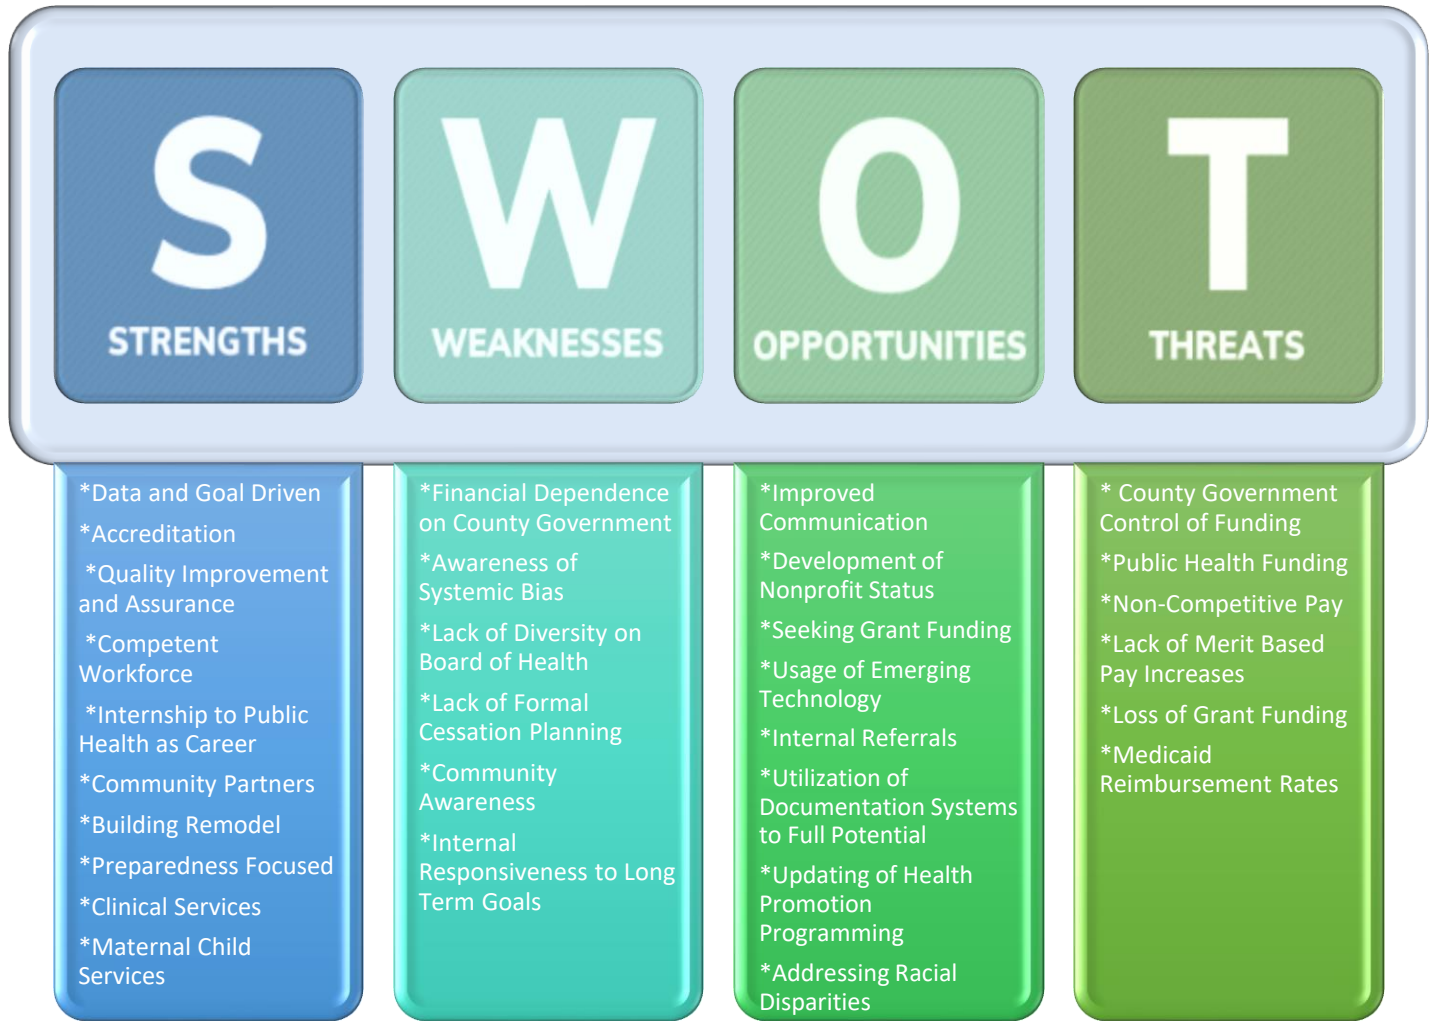 S
STRENGTHS
W
WEAKNESSES
O
OPPORTUNITIES
T
THREATS
*Data and Goal Driven
*Accreditation
*Quality Improvement
and Assurance
*Competent
Workforce
*Internship to Public
Health as Career
*Community Partners
*Building Remodel
*Preparedness Focused
*Clinical Services
*Maternal Child
Services
*Financial Dependence
on County Government
*Awareness of
Systemic Bias
*Lack of Diversity on
Board of Health
*Lack of Formal
Cessation Planning
*Community
Awareness
*Internal
Responsiveness to Long
Term Goals
*Improved
Communication
*Development of
Nonprofit Status
*Seeking Grant Funding
*Usage of Emerging
Technology
*Internal Referrals
*Utilization of
Documentation Systems
to Full Potential
*Updating of Health
Promotion
Programming
*Addressing Racial
Disparities
* County Government
Control of Funding
*Public Health Funding
*Non-Competitive Pay
*Lack of Merit Based
Pay Increases
*Loss of Grant Funding
*Medicaid
Reimbursement Rates